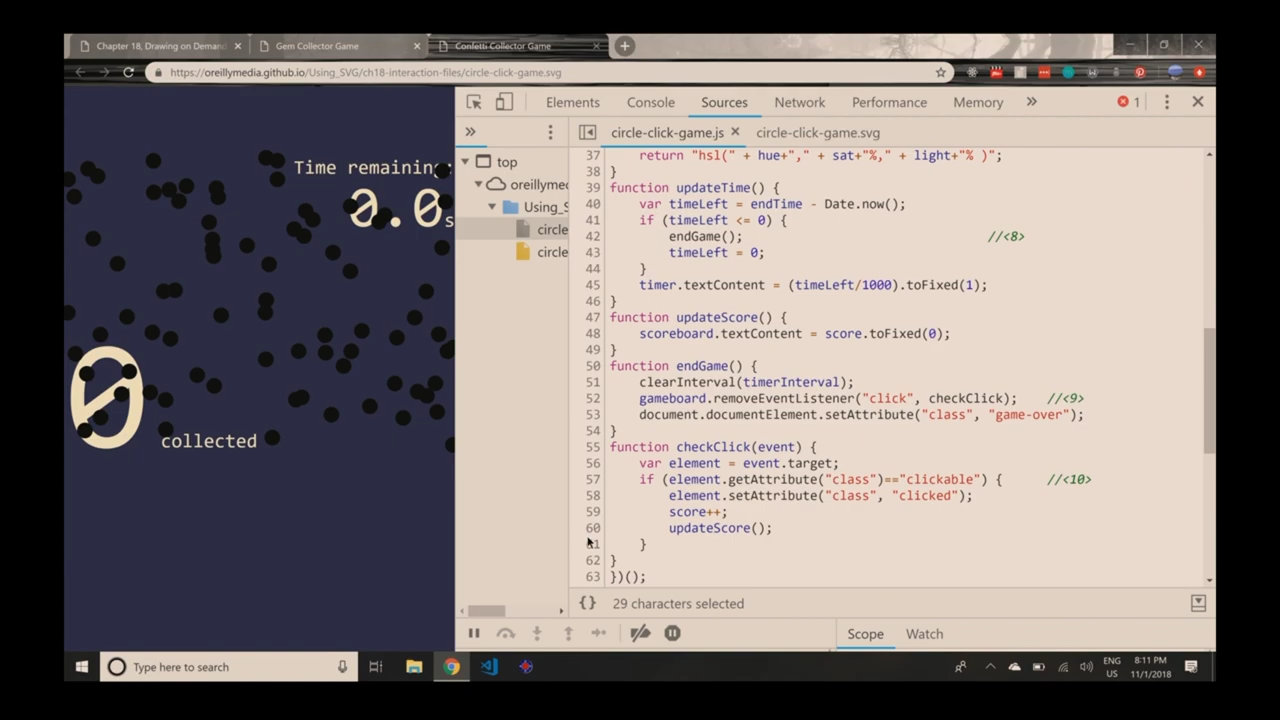 Chapter 18, Drawing on Deman
Gem Collector Game
Confetti Collector Game
https://oreillymedia.github.io/Using_SVG/ch18-interaction-files/circle-click-game.svg
Elements Console Sources Network Performance Memory » 1
» circle-click-game.js circle-click-game.svg
Time remaining:
0.0s
0 collected
top
oreillyme
Using_S
circle
circle
37 return "hsl(" + hue+"," + sat+"%," + light+"% )";
38 }
39 function updateTime() {
40 var timeLeft = endTime - Date.now();
41 if (timeLeft <= 0) {
42 endGame(); //<8>
43 timeLeft = 0;
44 }
45 timer.textContent = (timeLeft/1000).toFixed(1);
46 }
47 function updateScore() {
48 scoreboard.textContent = score.toFixed(0);
49 }
50 function endGame() {
51 clearInterval(timerInterval);
52 gameboard.removeEventListener("click", checkClick); //<9>
53 document.documentElement.setAttribute("class", "game-over");
54 }
55 function checkClick(event) {
56 var element = event.target;
57 if (element.getAttribute("class")=="clickable") { //<10>
58 element.setAttribute("class", "clicked");
59 score++;
60 updateScore();
61 }
62 }
63 })();
{} 29 characters selected
Scope Watch
Type here to search
ENG
US
8:11 PM
11/1/2018